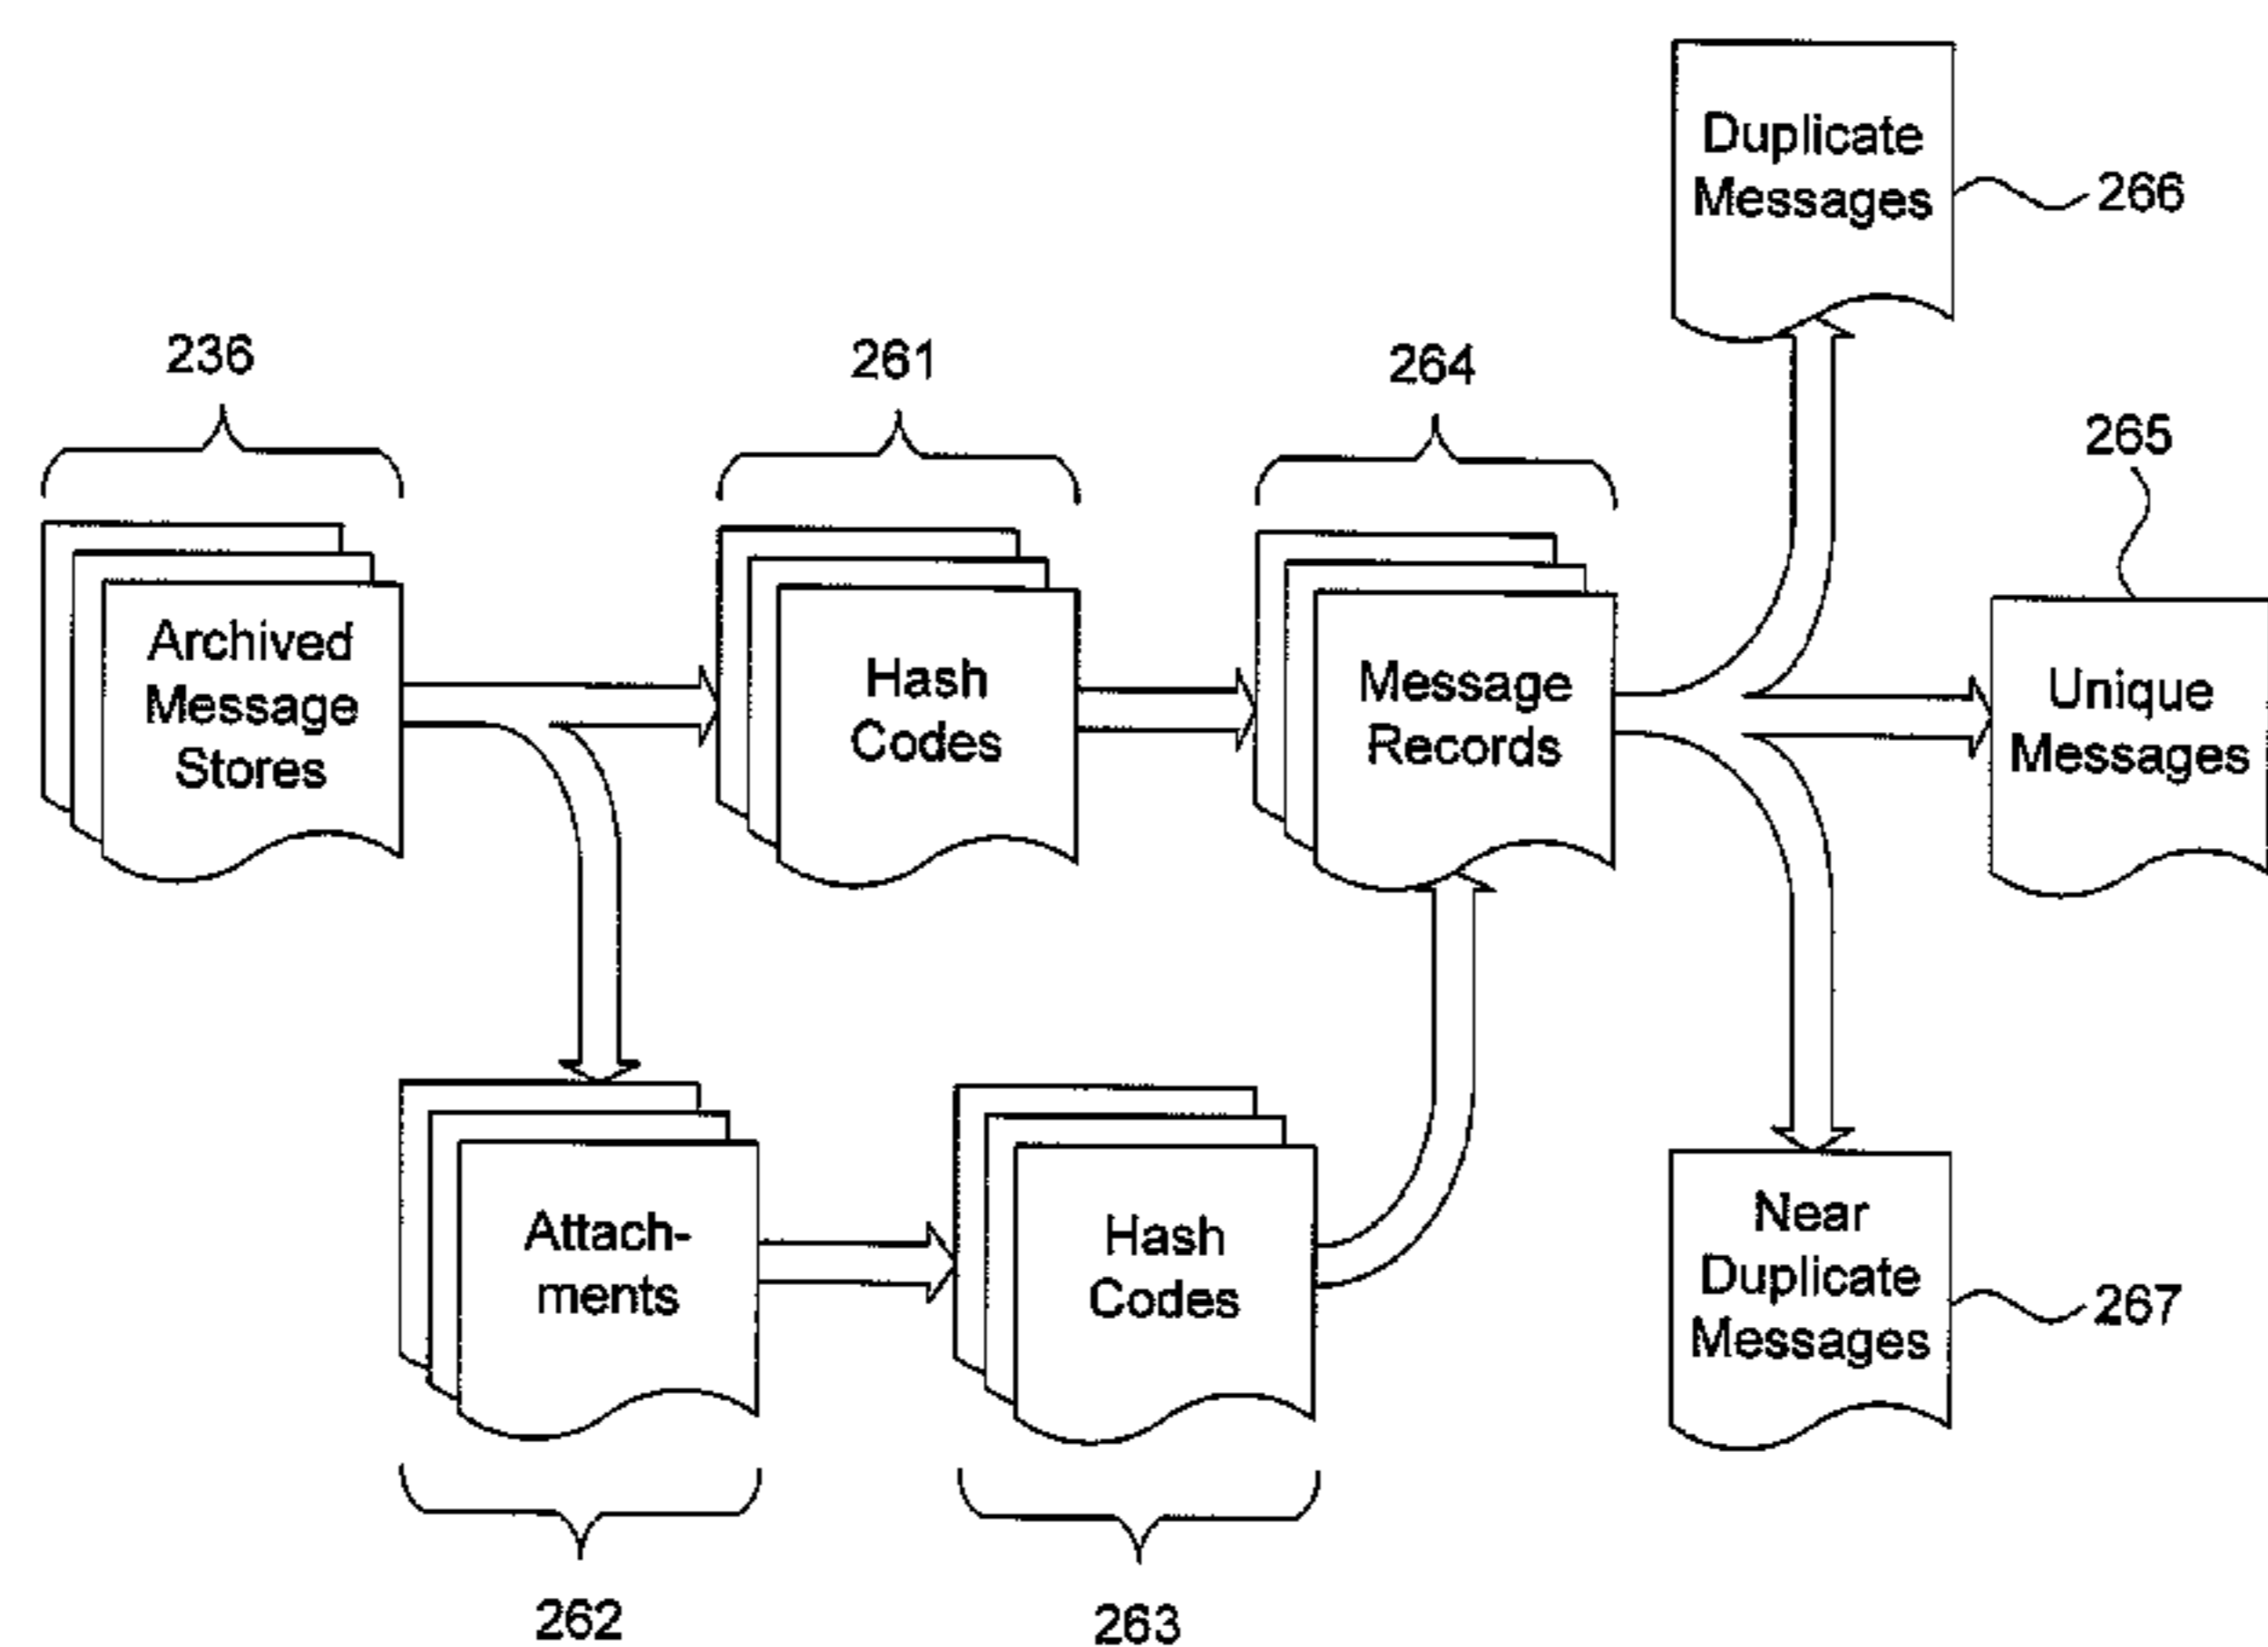 Duplicate
Messages
266
236
261
264
265
Archived
Message
Stores
Hash
Codes
Message
Records
Unique
Messages
Attach-
ments
Hash
Codes
Near
Duplicate
Messages
267
262
263